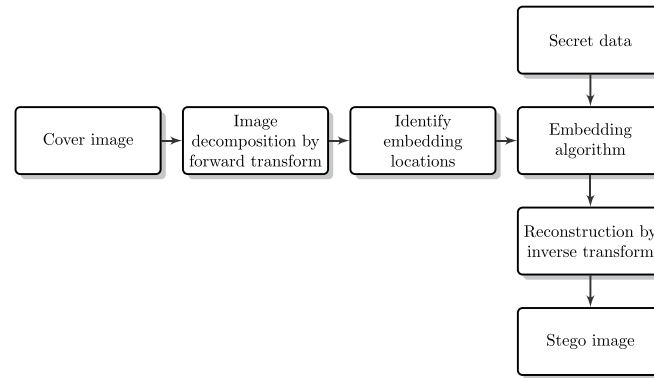 Secret data
Cover image
Image
decomposition by
forward transform
Identify
embedding
locations
Embedding
algorithm
Reconstruction by
inverse transform
Stego image